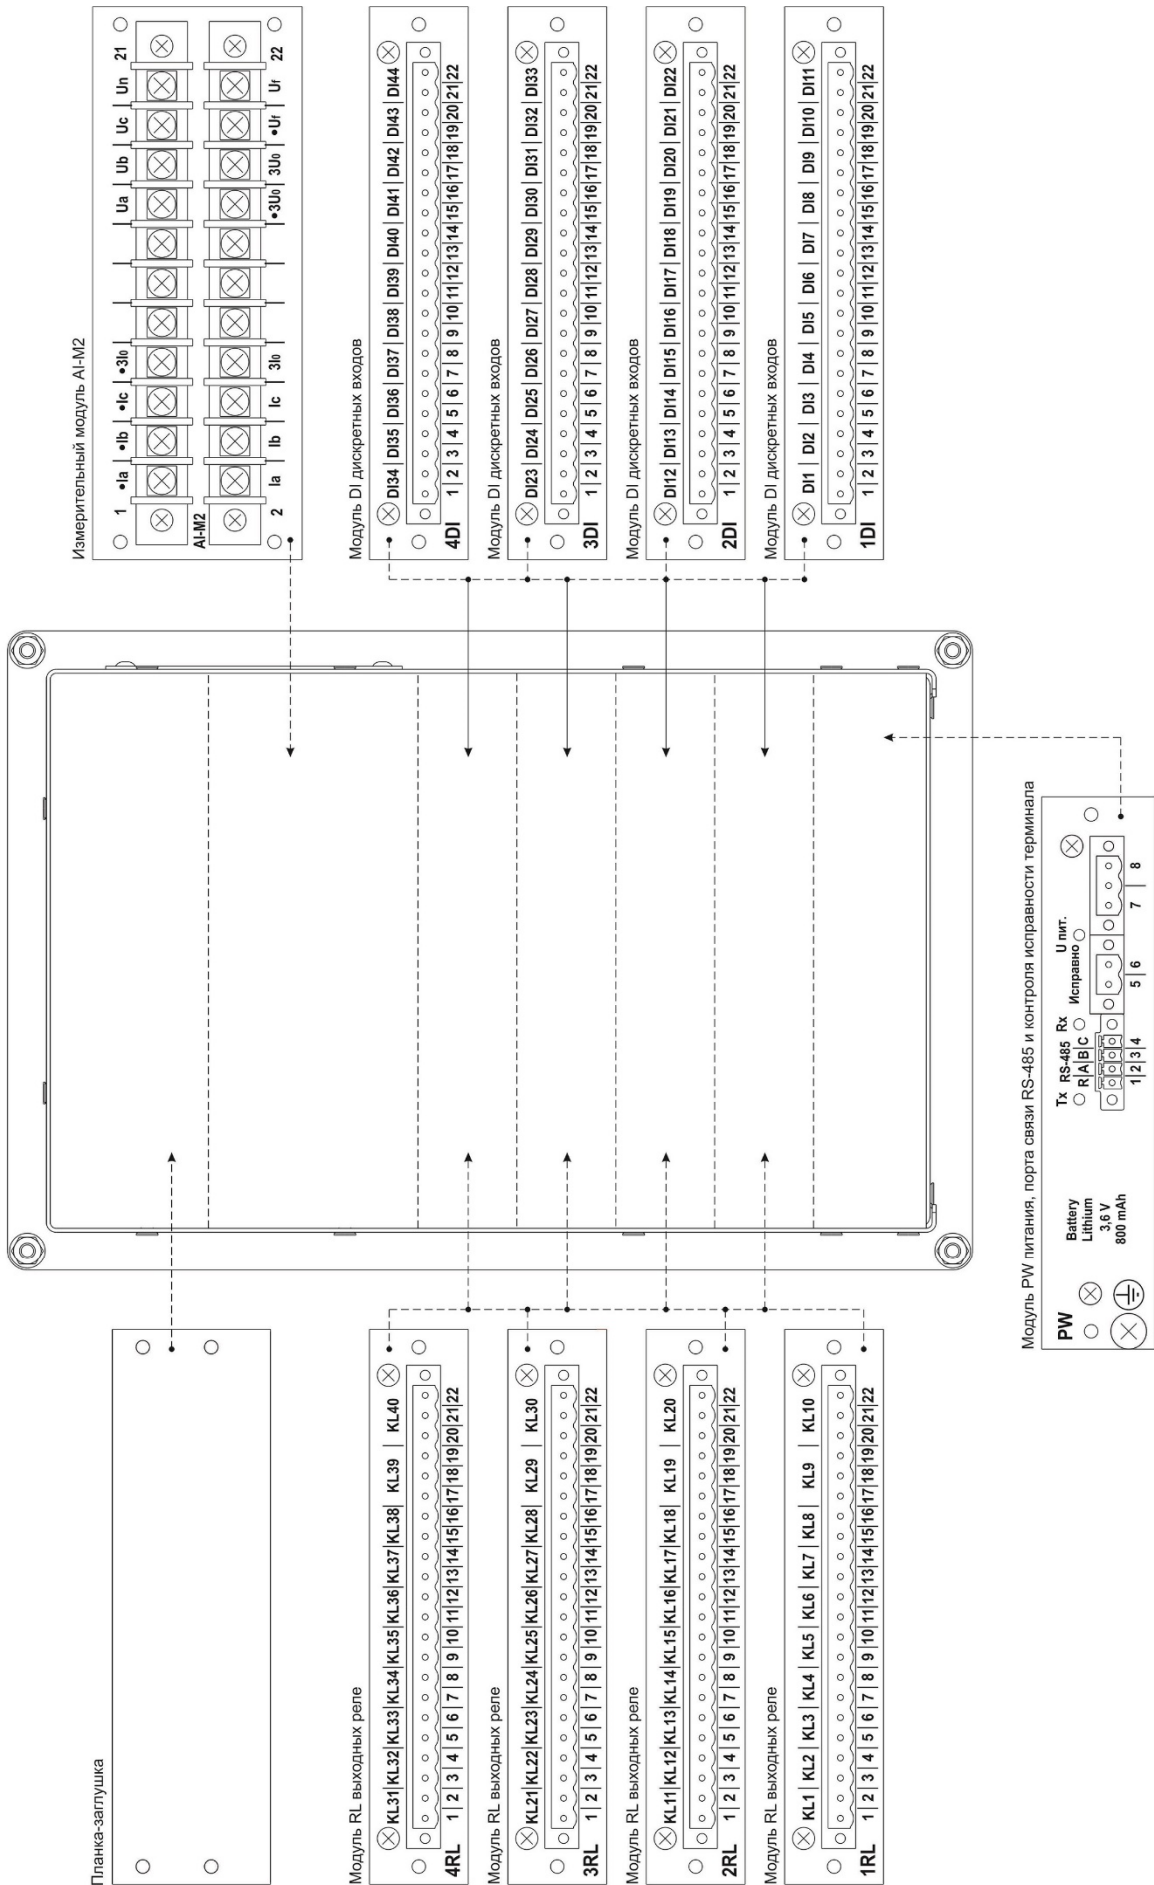 Измерительный модуль AI-M2
1 | •Ia | •Ib | •Ic | •3I0 | Ua | Ub | Uc | Un | 21
AI-M2
2 | Ia | Ib | Ic | 3I0 | •3U0 | 3U0 | •Uf | Uf | 22
Модуль DI дискретных входов
DI34 | DI35 | DI36 | DI37 | DI38 | DI39 | DI40 | DI41 | DI42 | DI43 | DI44
1|2|3|4|5|6|7|8|9|10|11|12|13|14|15|16|17|18|19|20|21|22
4DI
Модуль DI дискретных входов
DI23 | DI24 | DI25 | DI26 | DI27 | DI28 | DI29 | DI30 | DI31 | DI32 | DI33
1|2|3|4|5|6|7|8|9|10|11|12|13|14|15|16|17|18|19|20|21|22
3DI
Модуль DI дискретных входов
DI12 | DI13 | DI14 | DI15 | DI16 | DI17 | DI18 | DI19 | DI20 | DI21 | DI22
1|2|3|4|5|6|7|8|9|10|11|12|13|14|15|16|17|18|19|20|21|22
2DI
Модуль DI дискретных входов
DI1 | DI2 | DI3 | DI4 | DI5 | DI6 | DI7 | DI8 | DI9 | DI10 | DI11
1|2|3|4|5|6|7|8|9|10|11|12|13|14|15|16|17|18|19|20|21|22
1DI
Планка-заглушка
Модуль RL выходных реле
KL31|KL32|KL33|KL34|KL35|KL36|KL37|KL38| KL39 | KL40
1|2|3|4|5|6|7|8|9|10|11|12|13|14|15|16|17|18|19|20|21|22
4RL
Модуль RL выходных реле
KL21|KL22|KL23|KL24|KL25|KL26|KL27|KL28| KL29 | KL30
1|2|3|4|5|6|7|8|9|10|11|12|13|14|15|16|17|18|19|20|21|22
3RL
Модуль RL выходных реле
KL11|KL12|KL13|KL14|KL15|KL16|KL17|KL18| KL19 | KL20
1|2|3|4|5|6|7|8|9|10|11|12|13|14|15|16|17|18|19|20|21|22
2RL
Модуль RL выходных реле
KL1 | KL2 | KL3 | KL4 | KL5 | KL6 | KL7 | KL8 | KL9 | KL10
1|2|3|4|5|6|7|8|9|10|11|12|13|14|15|16|17|18|19|20|21|22
1RL
Модуль PW питания, порта связи RS-485 и контроля исправности терминала
PW
Battery
Lithium
3,6 V
800 mAh
Tx RS-485 Rx
R|A|B|C
Исправно
U пит.
1|2|3|4
5 | 6
7 | 8